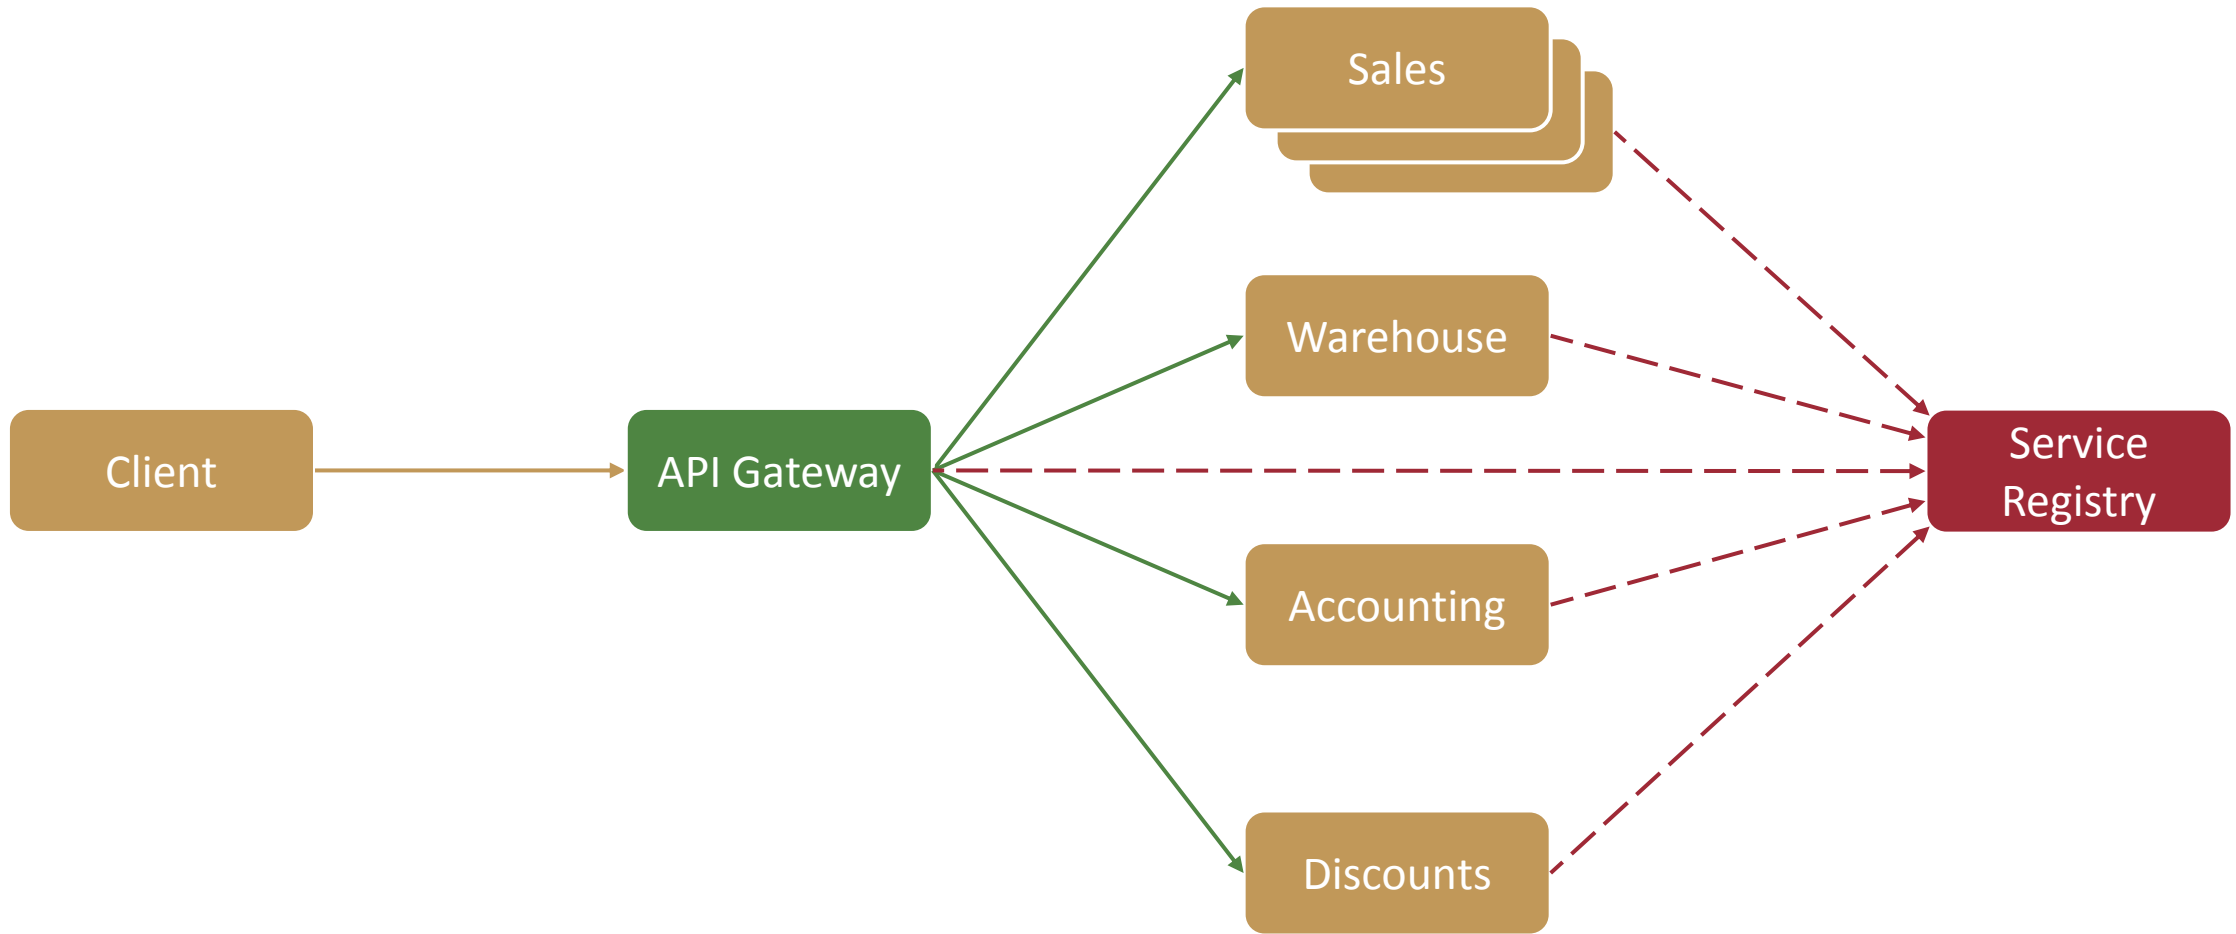 Sales
Warehouse
Client
API Gateway
Service
Registry
Accounting
Discounts